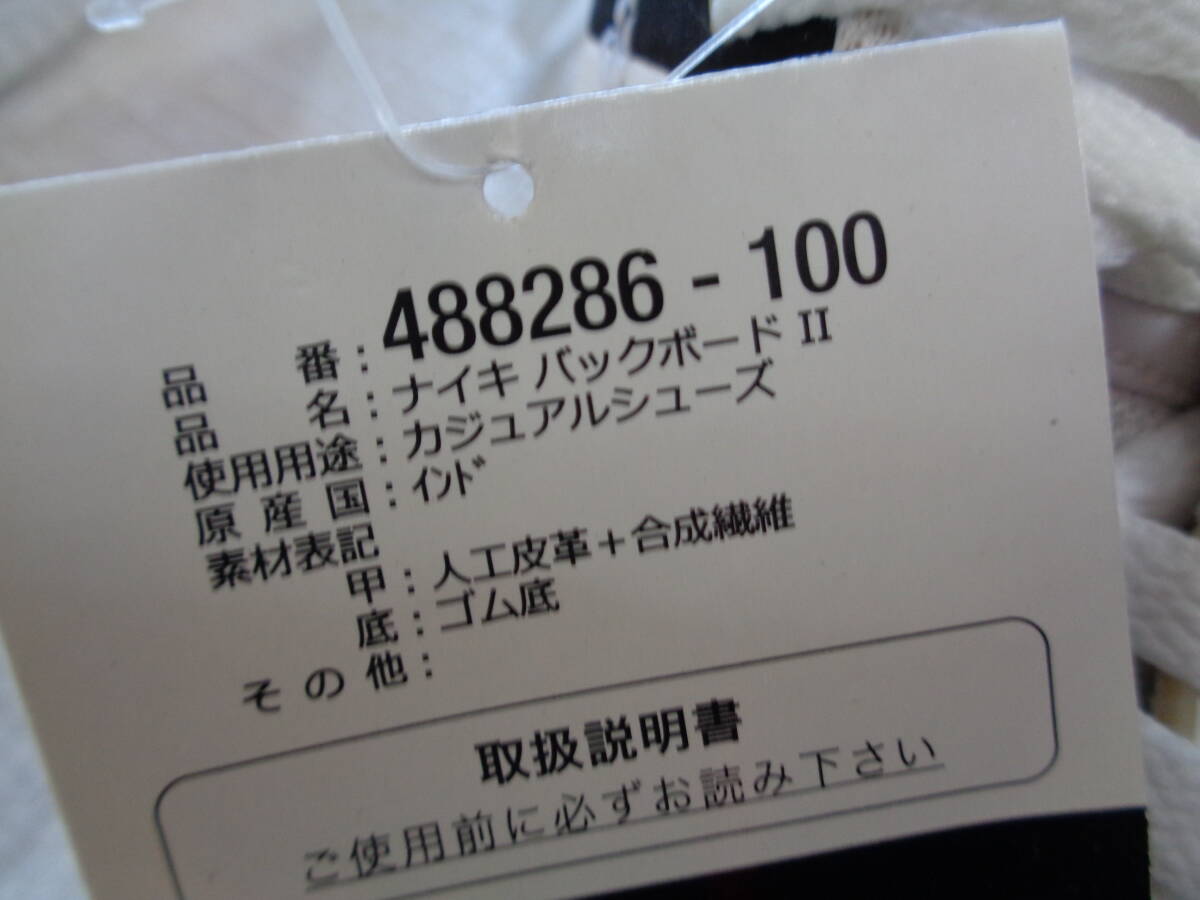 品番：488286 - 100
品名：ナイキ バックボード II
使用用途：カジュアルシューズ
原産国：ｲﾝﾄﾞ
素材表記
甲：人工皮革＋合成繊維
底：ゴム底
その他：
取扱説明書
ご使用前に必ずお読み下さい